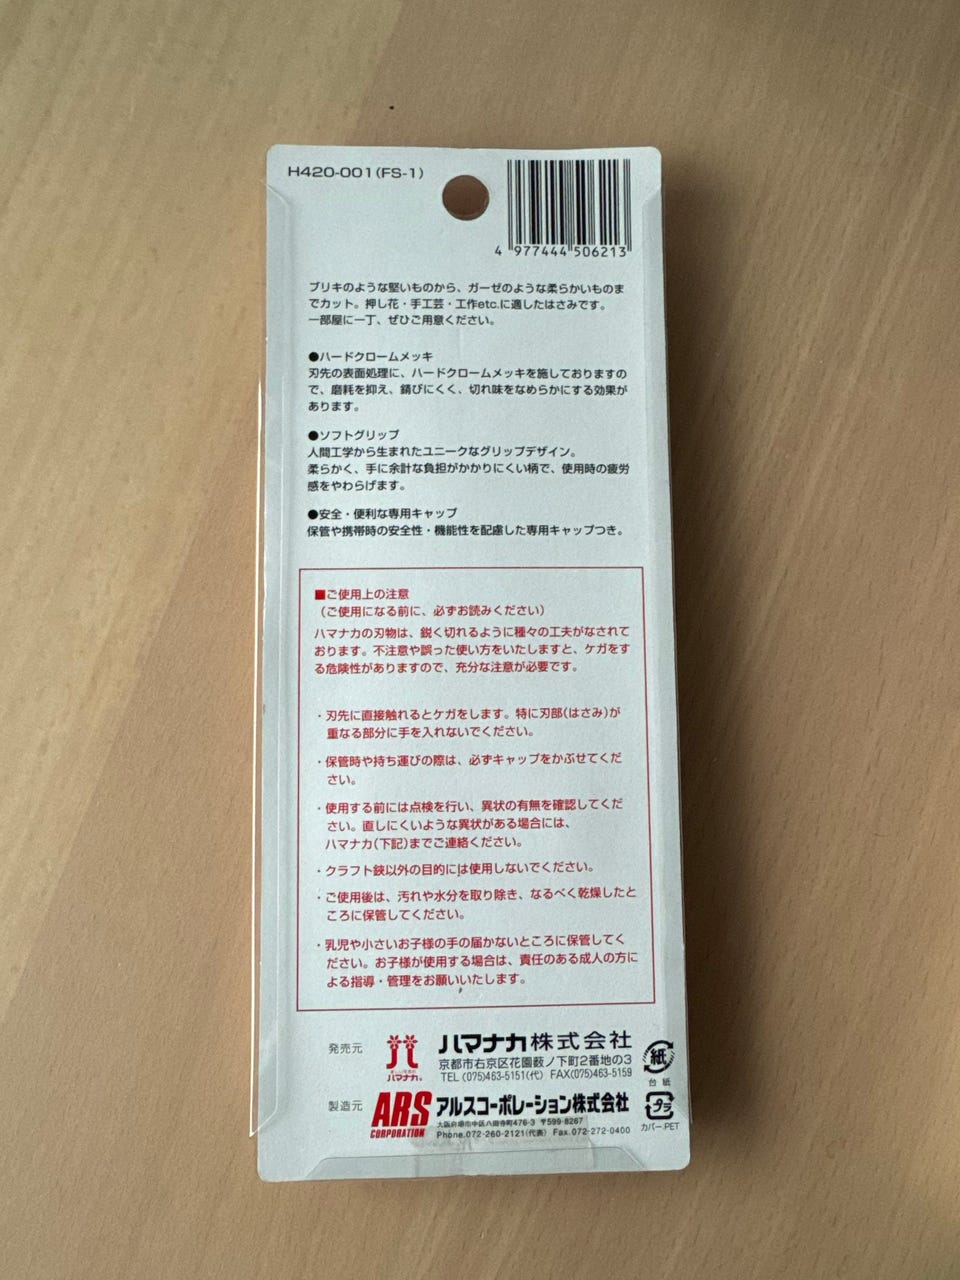 H420-001(FS-1)
4 977444 506213
ブリキのような堅いものから、ガーゼのような柔らかいものま
でカット。押し花・手工芸・工作etc.に適したはさみです。
一部屋に一丁、ぜひご用意ください。
●ハードクロームメッキ
刃先の表面処理に、ハードクロームメッキを施しておりますの
で、磨耗を抑え、錆びにくく、切れ味をなめらかにする効果が
あります。
●ソフトグリップ
人間工学から生まれたユニークなグリップデザイン。
柔らかく、手に余計な負担がかかりにくい柄で、使用時の疲労
感をやわらげます。
●安全・便利な専用キャップ
保管や携帯時の安全性・機能性を配慮した専用キャップつき。
■ご使用上の注意
（ご使用になる前に、必ずお読みください）
ハマナカの刃物は、鋭く切れるように種々の工夫がなされて
おります。不注意や誤った使い方をいたしますと、ケガをす
る危険性がありますので、充分な注意が必要です。
・刃先に直接触れるとケガをします。特に刃部(はさみ)が
重なる部分に手を入れないでください。
・保管時や持ち運びの際は、必ずキャップをかぶせてくだ
さい。
・使用する前には点検を行い、異状の有無を確認してくだ
さい。直しにくいような異状がある場合には、
ハマナカ(下記)までご連絡ください。
・クラフト鋏以外の目的には使用しないでください。
・ご使用後は、汚れや水分を取り除き、なるべく乾燥したと
ころに保管してください。
・乳児や小さいお子様の手の届かないところに保管してく
ださい。お子様が使用する場合は、責任のある成人の方に
よる指導・管理をお願いいたします。
発売元
ハマナカ®
ハマナカ株式会社
京都市右京区花園薮ノ下町2番地の3
TEL(075)463-5151(代) FAX(075)463-5159
紙
台 紙
製造元
ARS
CORPORATION
アルスコーポレーション株式会社
大阪府堺市中区八田寺町476-3 〒599-8267
Phone.072-260-2121(代表) Fax.072-272-0400
プラ
カバー:PET